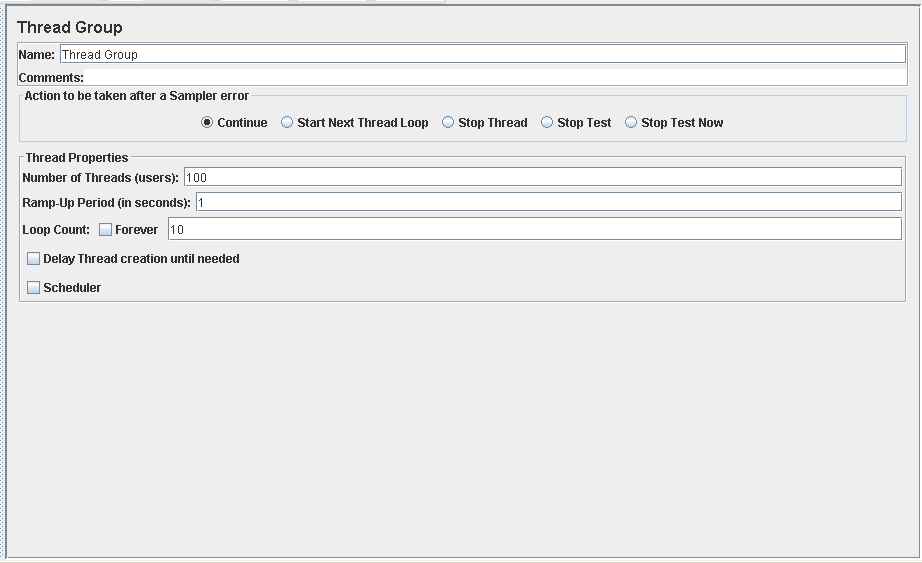 Thread Group
Name: Thread Group
Comments:
Action to be taken after a Sampler error
Continue Start Next Thread Loop Stop Thread Stop Test Stop Test Now
Thread Properties
Number of Threads (users): 100
Ramp-Up Period (in seconds): 1
Loop Count: Forever 10
Delay Thread creation until needed
Scheduler